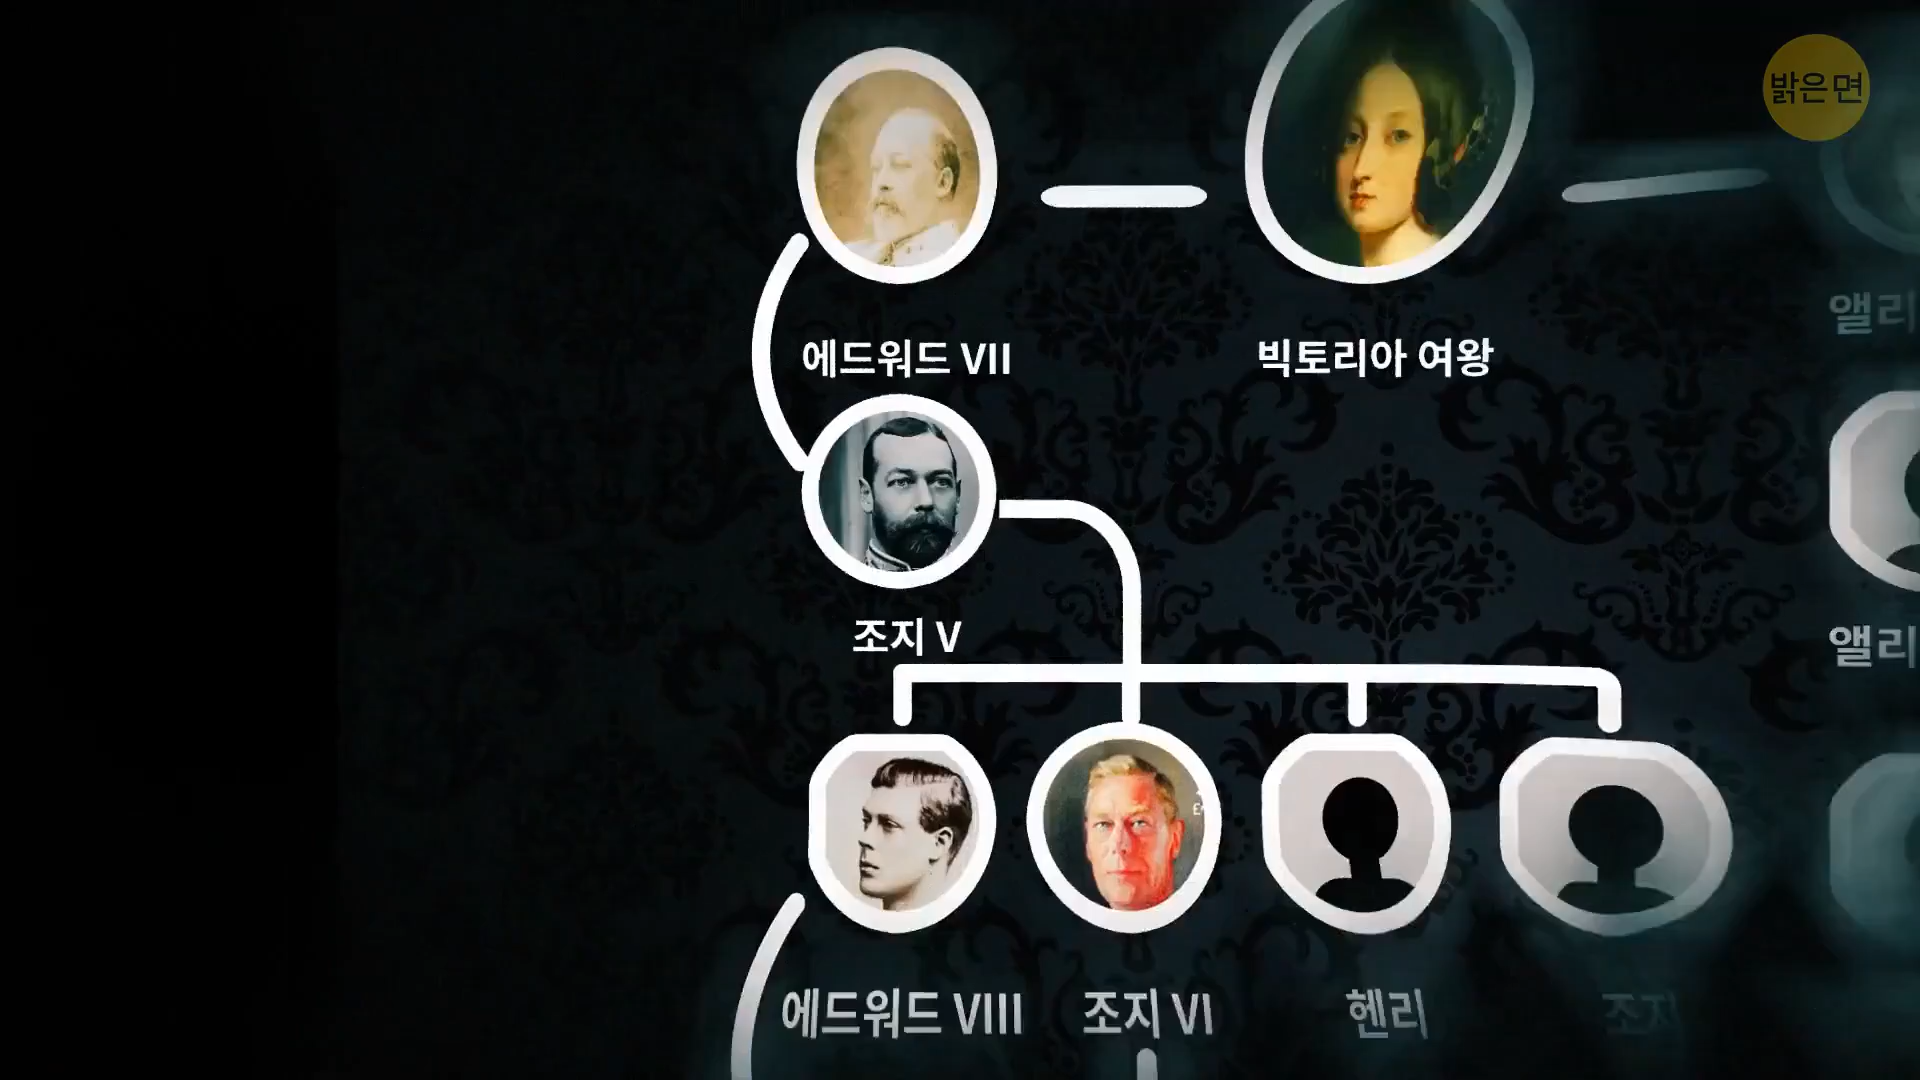 밝은면
에드워드 VII
빅토리아 여왕
앨리
조지 V
앨리
에드워드 VIII
조지 VI
헨리
조지